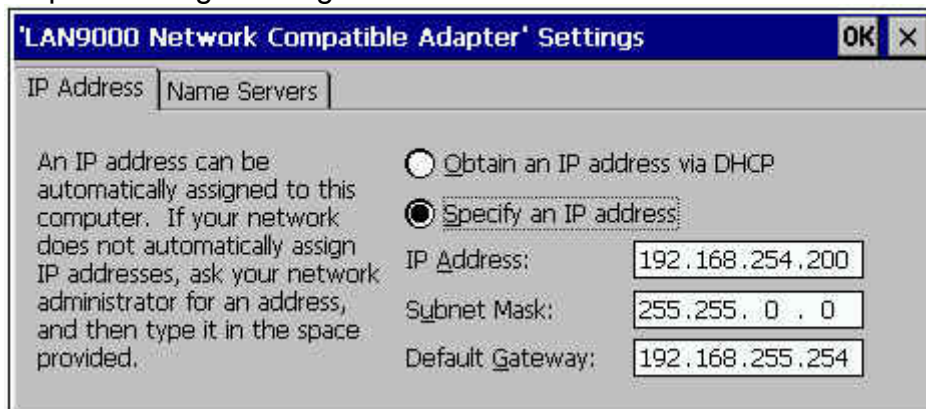 'LAN9000 Network Compatible Adapter' Settings OK ×
IP Address Name Servers
An IP address can be
automatically assigned to this
computer. If your network
does not automatically assign
IP addresses, ask your network
administrator for an address,
and then type it in the space
provided.
Obtain an IP address via DHCP
Specify an IP address
IP Address: 192.168.254.200
Subnet Mask: 255.255. 0 . 0
Default Gateway: 192.168.255.254